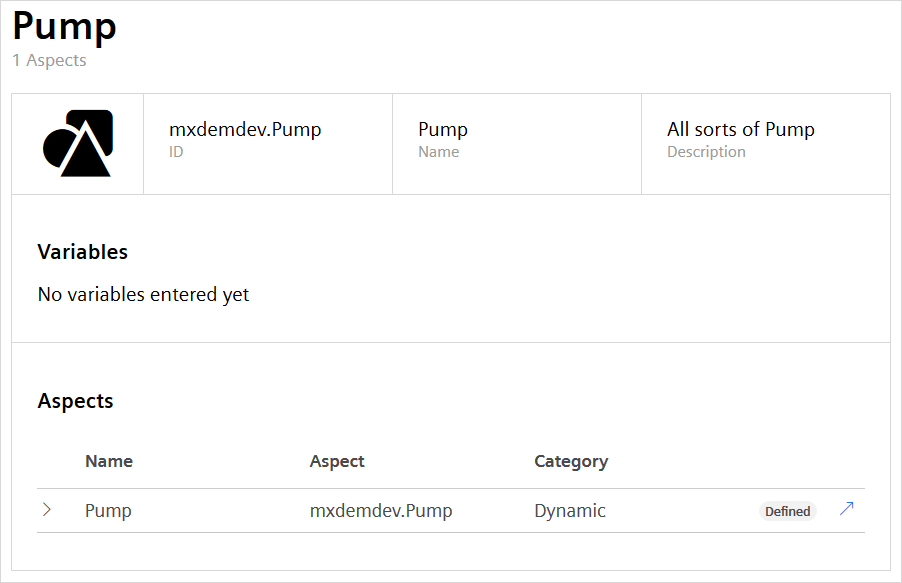 Pump
1 Aspects
mxdemdev.Pump
ID
Pump
Name
All sorts of Pump
Description
Variables
No variables entered yet
Aspects
Name Aspect Category
Pump mxdemdev.Pump Dynamic Defined